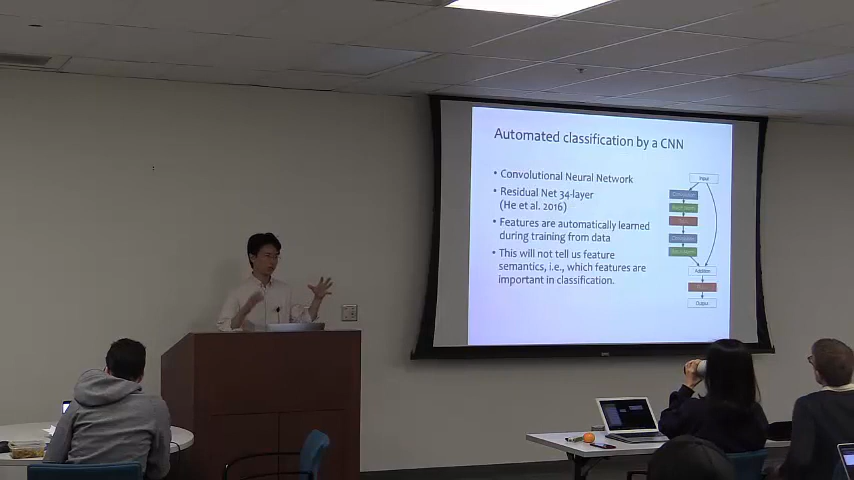 Automated classification by a CNN
• Convolutional Neural Network
• Residual Net 34-layer
(He et al. 2016)
• Features are automatically learned
during training from data
• This will not tell us feature
semantics, i.e., which features are
important in classification.
Input
Addition
Output